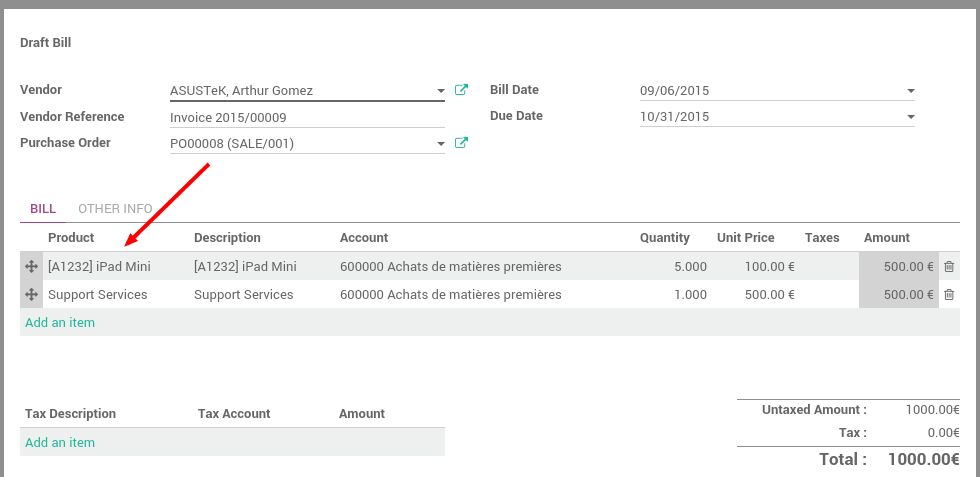 Draft Bill
Vendor ASUSTeK, Arthur Gomez Bill Date 09/06/2015
Vendor Reference Invoice 2015/00009 Due Date 10/31/2015
Purchase Order PO00008 (SALE/001)
BILL OTHER INFO
Product Description Account Quantity Unit Price Taxes Amount
[A1232] iPad Mini [A1232] iPad Mini 600000 Achats de matières premières 5.000 100.00 € 500.00 €
Support Services Support Services 600000 Achats de matières premières 1.000 500.00 € 500.00 €
Add an item
Tax Description Tax Account Amount
Add an item
Untaxed Amount : 1000.00€
Tax : 0.00€
Total : 1000.00€